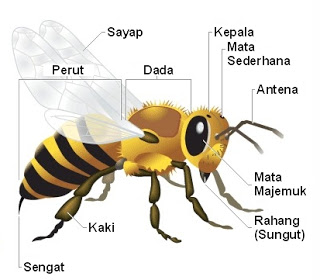 Sayap
Kepala
Mata
Sederhana
Perut
Dada
Antena
Mata
Majemuk
Rahang
(Sungut)
Kaki
Sengat